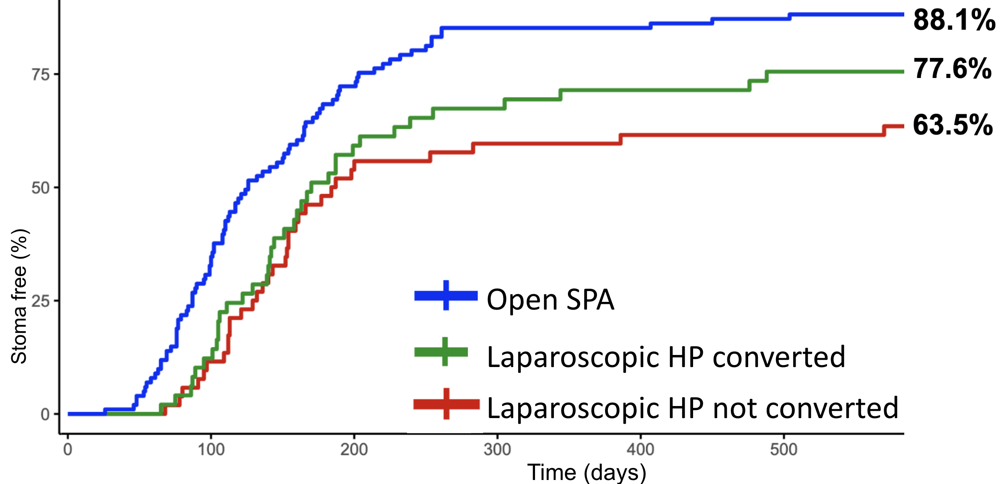 88.1%
77.6%
63.5%
75
50
25
0
Stoma free (%)
Open SPA
Laparoscopic HP converted
Laparoscopic HP not converted
0 100 200 300 400 500
Time (days)